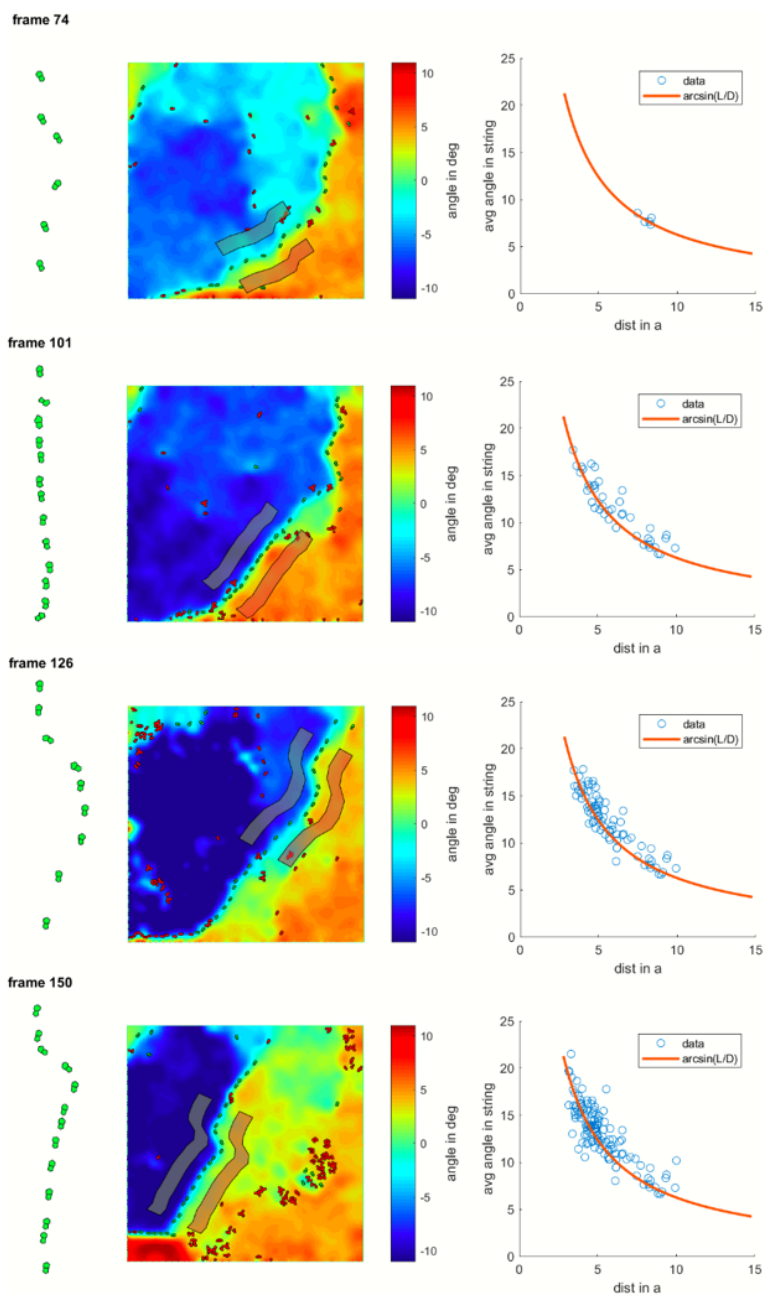 frame 74
10
5
0
-5
-10
angle in deg
25
20
15
10
5
0
avg angle in string
data
arcsin(L/D)
0 5 10 15
dist in a
frame 101
10
5
0
-5
-10
angle in deg
25
20
15
10
5
0
avg angle in string
data
arcsin(L/D)
0 5 10 15
dist in a
frame 126
10
5
0
-5
-10
angle in deg
25
20
15
10
5
0
avg angle in string
data
arcsin(L/D)
0 5 10 15
dist in a
frame 150
10
5
0
-5
-10
angle in deg
25
20
15
10
5
0
avg angle in string
data
arcsin(L/D)
0 5 10 15
dist in a